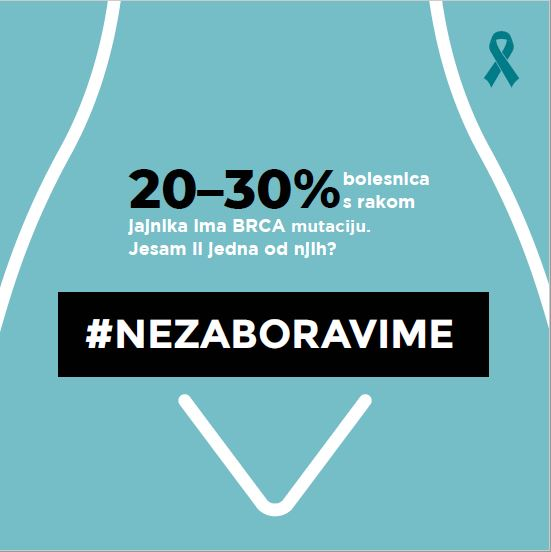 20–30% bolesnica
s rakom
jajnika ima BRCA mutaciju.
Jesam li jedna od njih?
#NEZABORAVIME